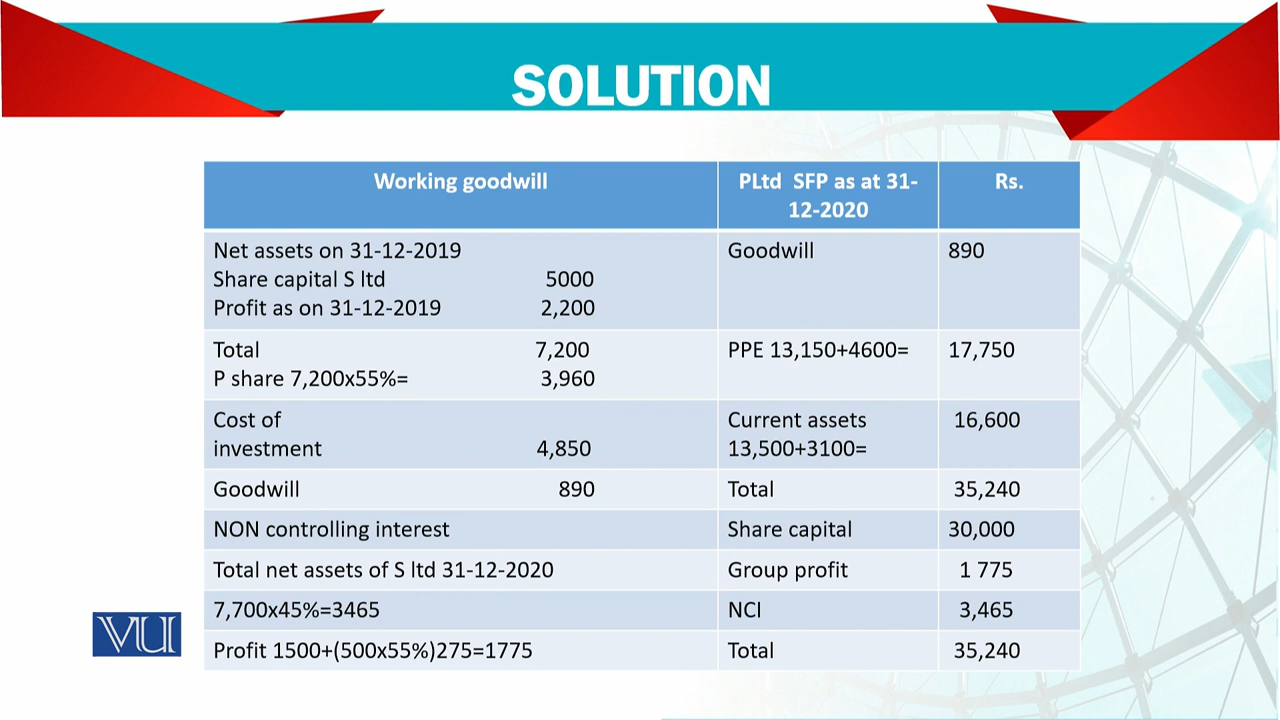 SOLUTION
Working goodwill
PLtd SFP as at 31-
12-2020
Rs.
Net assets on 31-12-2019
Share capital S ltd 5000
Profit as on 31-12-2019 2,200
Goodwill
890
Total 7,200
P share 7,200x55%= 3,960
PPE 13,150+4600=
17,750
Cost of
investment 4,850
Current assets
13,500+3100=
16,600
Goodwill 890
Total
35,240
NON controlling interest
Share capital
30,000
Total net assets of S ltd 31-12-2020
Group profit
1 775
7,700x45%=3465
NCI
3,465
Profit 1500+(500x55%)275=1775
Total
35,240
VU